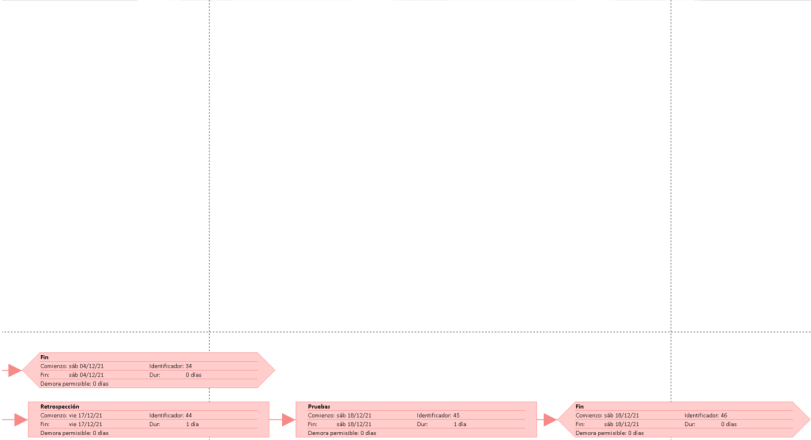 Fin
Comienzo: sáb 04/12/21 Identificador: 34
Fin: sáb 04/12/21 Dur: 0 días
Demora permisible: 0 días
Retrospección
Comienzo: vie 17/12/21 Identificador: 44
Fin: vie 17/12/21 Dur: 1 día
Demora permisible: 0 días
Pruebas
Comienzo: sáb 18/12/21 Identificador: 45
Fin: sáb 18/12/21 Dur: 1 día
Demora permisible: 0 días
Fin
Comienzo: sáb 18/12/21 Identificador: 46
Fin: sáb 18/12/21 Dur: 0 días
Demora permisible: 0 días